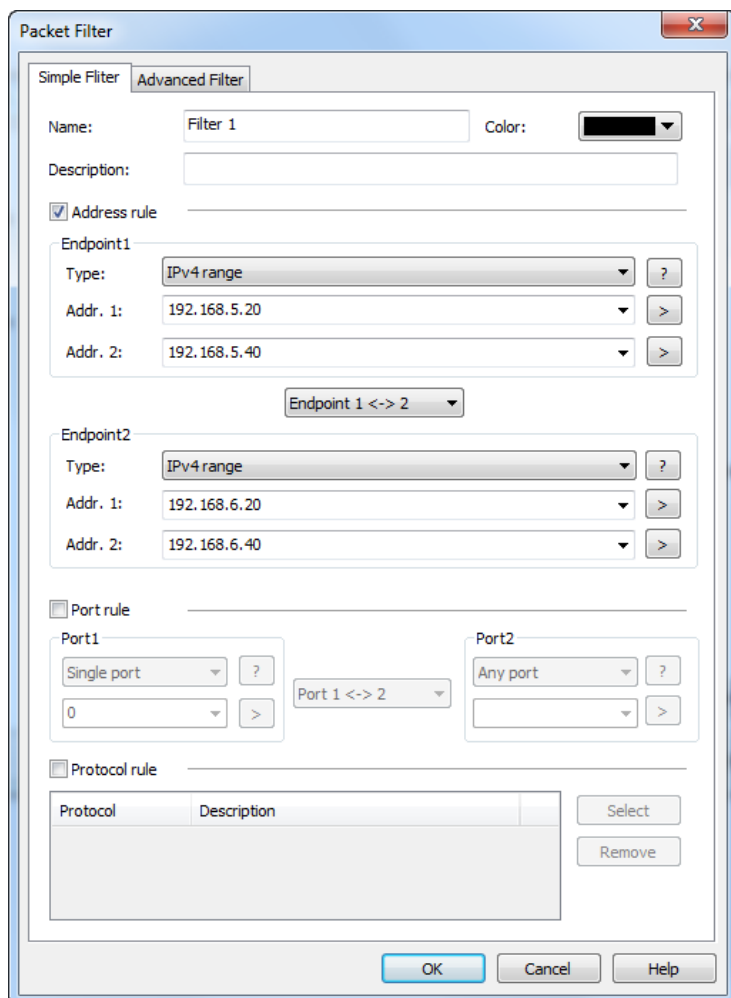 Packet Filter
Simple Fliter Advanced Filter
Name: Filter 1 Color:
Description:
Address rule
Endpoint1
Type: IPv4 range ?
Addr. 1: 192.168.5.20 >
Addr. 2: 192.168.5.40 >
Endpoint 1 <-> 2
Endpoint2
Type: IPv4 range ?
Addr. 1: 192.168.6.20 >
Addr. 2: 192.168.6.40 >
Port rule
Port1 Port2
Single port ? Any port ?
Port 1 <-> 2
0 > >
Protocol rule
Protocol Description Select
Remove
OK Cancel Help